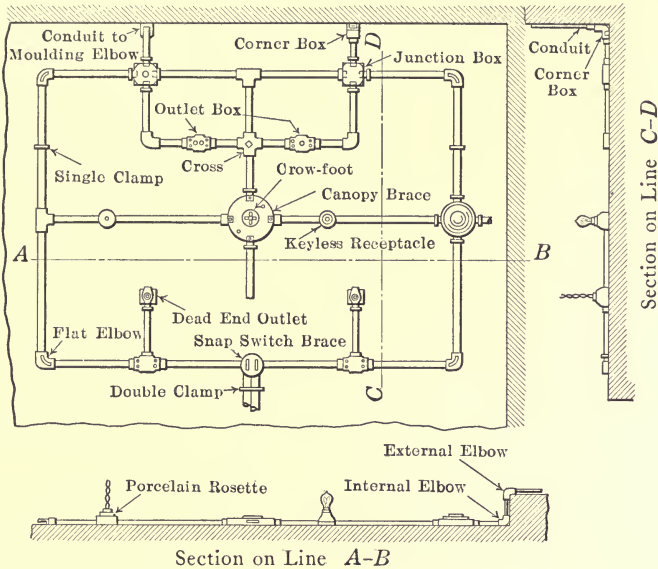 Conduit to
Moulding Elbow
Corner Box
D
Junction Box
Conduit
Corner
Box
Outlet Box
Cross
Single Clamp
Crow-foot
Canopy Brace
Keyless Receptacle
A
B
Section on Line C-D
Dead End Outlet
Flat Elbow
Snap Switch Brace
Double Clamp
C
External Elbow
Porcelain Rosette
Internal Elbow
Section on Line A-B